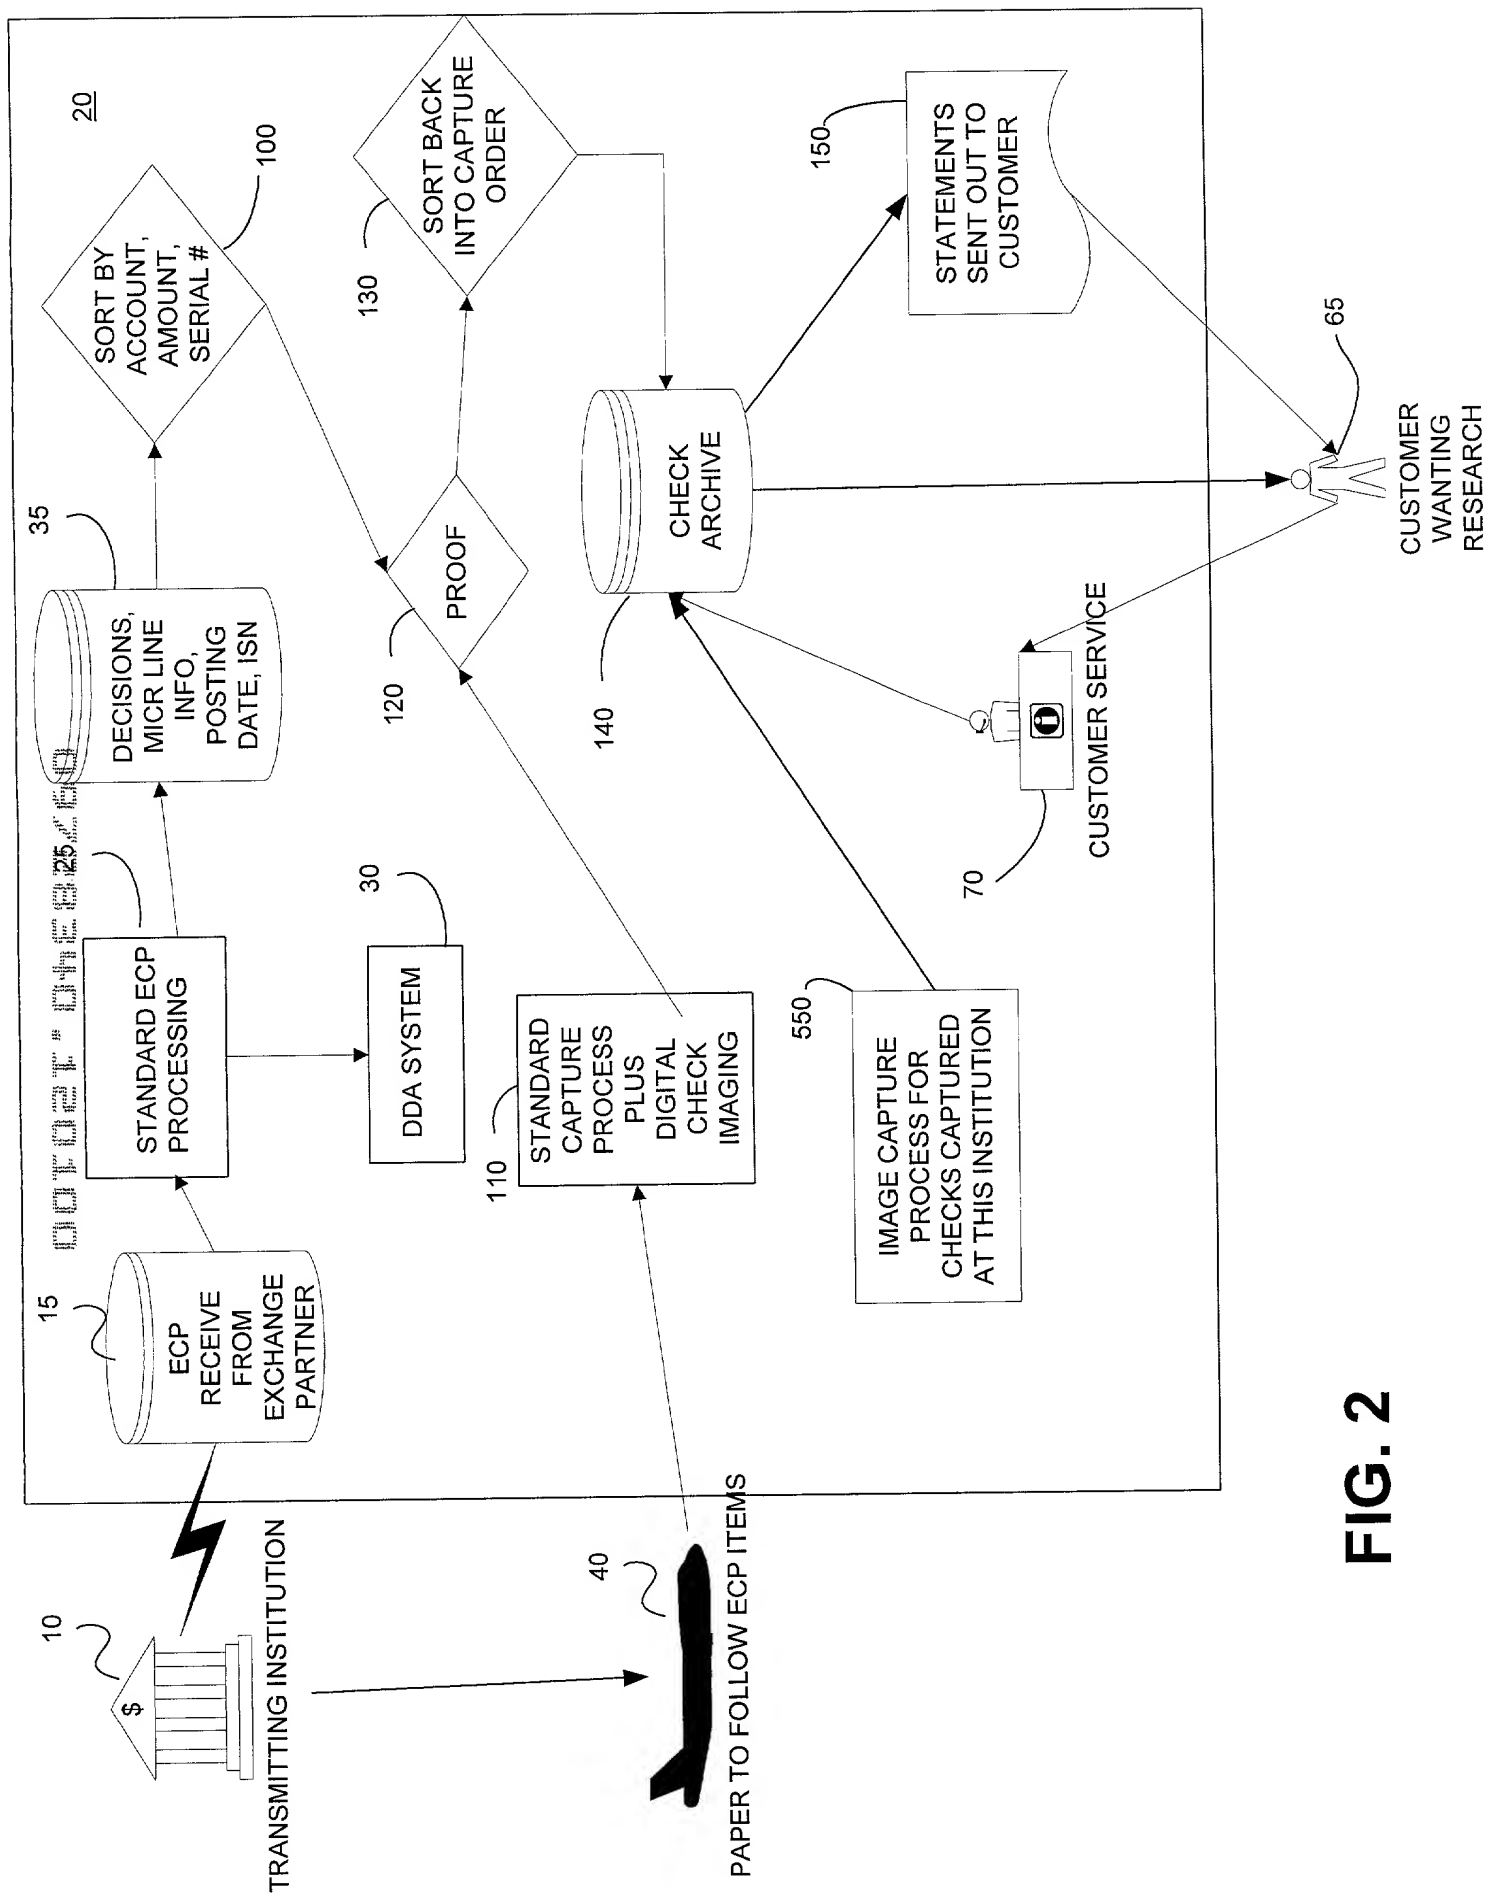 20
10
$
TRANSMITTING INSTITUTION
15
ECP
RECEIVE
FROM
EXCHANGE
PARTNER
25
STANDARD ECP
PROCESSING
35
DECISIONS,
MICR LINE
INFO,
POSTING
DATE, ISN
SORT BY
ACCOUNT,
AMOUNT,
SERIAL #
100
30
DDA SYSTEM
120
PROOF
130
SORT BACK
INTO CAPTURE
ORDER
40
PAPER TO FOLLOW ECP ITEMS
110
STANDARD
CAPTURE
PROCESS
PLUS
DIGITAL
CHECK
IMAGING
140
CHECK
ARCHIVE
150
STATEMENTS
SENT OUT TO
CUSTOMER
550
IMAGE CAPTURE
PROCESS FOR
CHECKS CAPTURED
AT THIS INSTITUTION
70
i
CUSTOMER SERVICE
65
CUSTOMER
WANTING
RESEARCH
FIG. 2